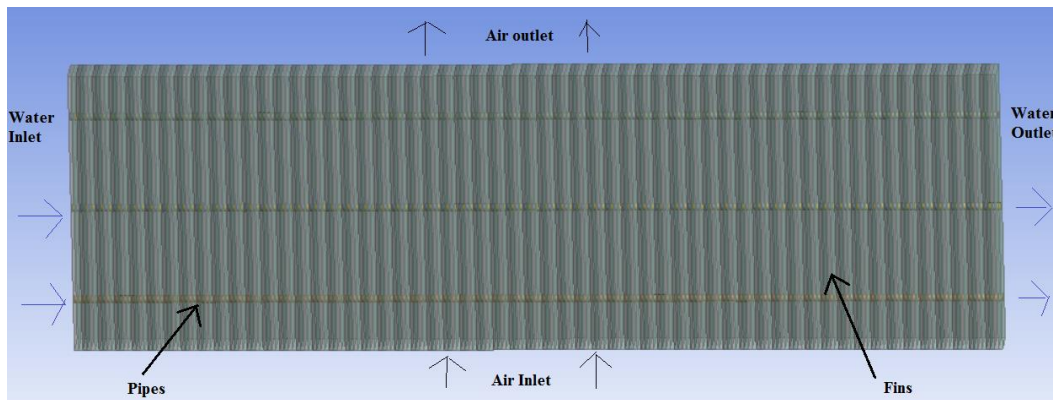 Air outlet
Water
Inlet
Water
Outlet
Pipes
Air Inlet
Fins